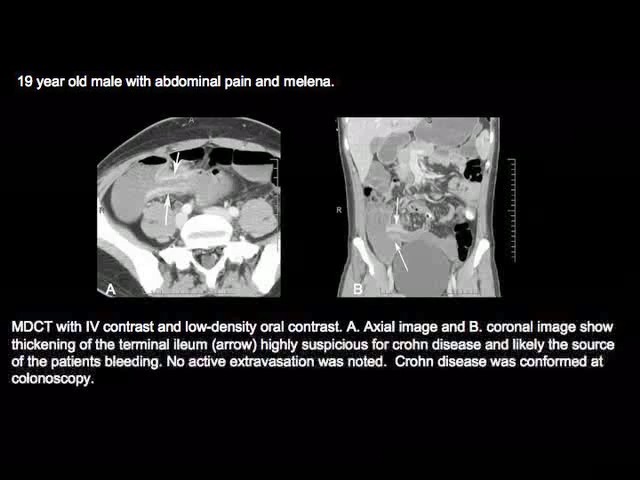 19 year old male with abdominal pain and melena.
A
R
R
A
B
MDCT with IV contrast and low-density oral contrast. A. Axial image and B. coronal image show
thickening of the terminal ileum (arrow) highly suspicious for crohn disease and likely the source
of the patients bleeding. No active extravasation was noted.  Crohn disease was conformed at
colonoscopy.